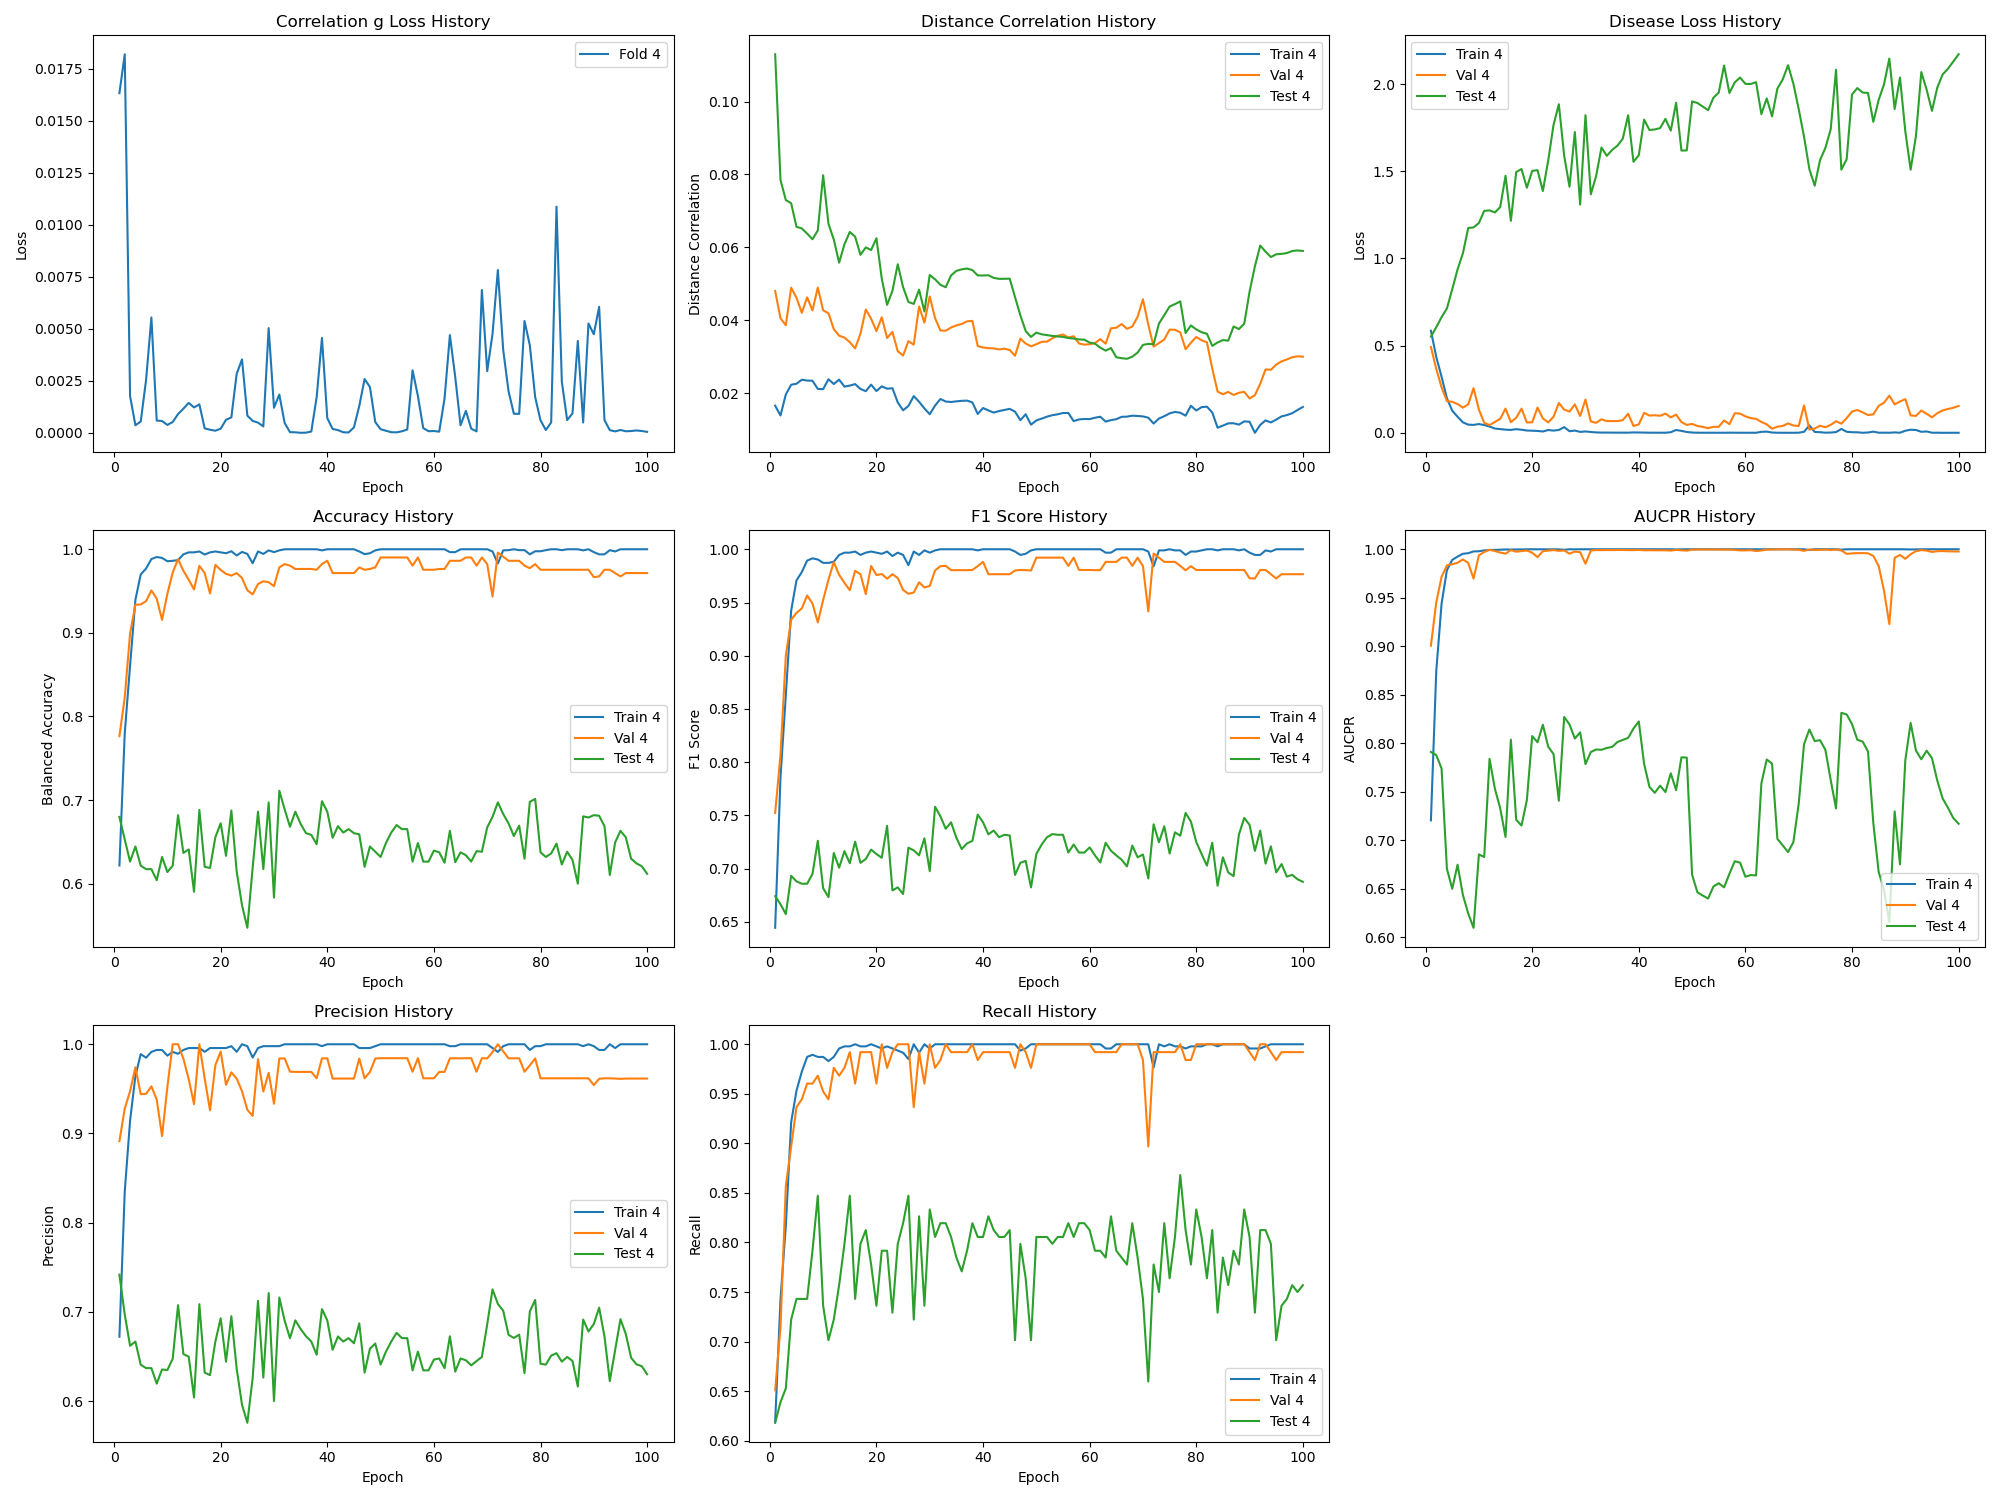 Correlation g Loss History
Loss
0.0175
0.0150
0.0125
0.0100
0.0075
0.0050
0.0025
0.0000
Fold 4
0 20 40 60 80 100
Epoch
Distance Correlation History
Distance Correlation
0.10
0.08
0.06
0.04
0.02
Train 4
Val 4
Test 4
0 20 40 60 80 100
Epoch
Disease Loss History
Loss
2.0
1.5
1.0
0.5
0.0
Train 4
Val 4
Test 4
0 20 40 60 80 100
Epoch
Accuracy History
Balanced Accuracy
1.0
0.9
0.8
0.7
0.6
Train 4
Val 4
Test 4
0 20 40 60 80 100
Epoch
F1 Score History
F1 Score
1.00
0.95
0.90
0.85
0.80
0.75
0.70
0.65
Train 4
Val 4
Test 4
0 20 40 60 80 100
Epoch
AUCPR History
AUCPR
1.00
0.95
0.90
0.85
0.80
0.75
0.70
0.65
0.60
Train 4
Val 4
Test 4
0 20 40 60 80 100
Epoch
Precision History
Precision
1.0
0.9
0.8
0.7
0.6
Train 4
Val 4
Test 4
0 20 40 60 80 100
Epoch
Recall History
Recall
1.00
0.95
0.90
0.85
0.80
0.75
0.70
0.65
0.60
Train 4
Val 4
Test 4
0 20 40 60 80 100
Epoch